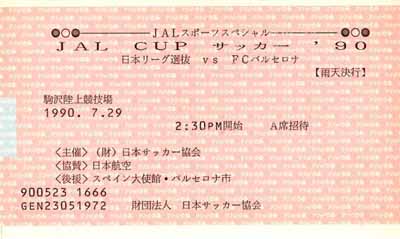 JALスポーツスペシャル
JAL CUP サッカー '90
日本リーグ選抜 vs FCバルセロナ
【雨天決行】
駒沢陸上競技場
1990. 7.29
2:30PM開始 A席招待
<主催>（財）日本サッカー協会
<協賛>日本航空
<後援>スペイン大使館・バルセロナ市
900523 1666
GEN23051972 財団法人 日本サッカー協会